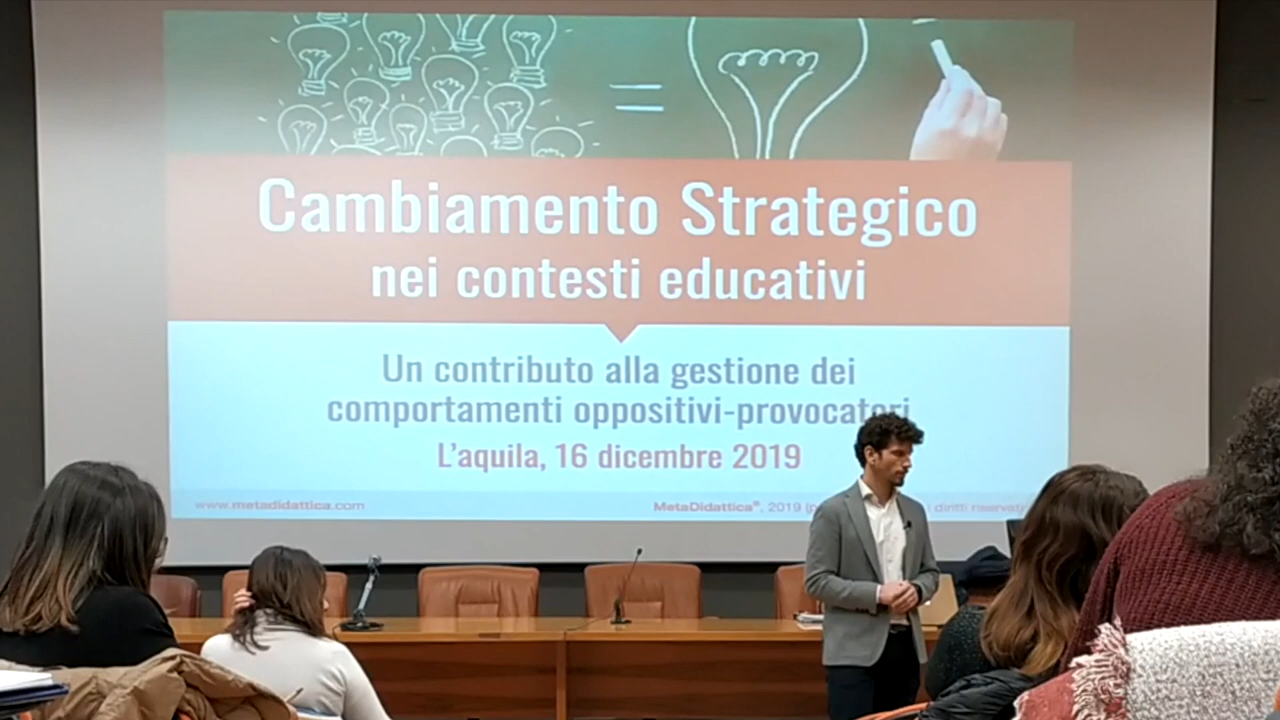 Cambiamento Strategico
nei contesti educativi
Un contributo alla gestione dei
comportamenti oppositivi-provocatori
L'aquila, 16 dicembre 2019
www.metadidattica.com
MetaDidattica®, 2019 diritti